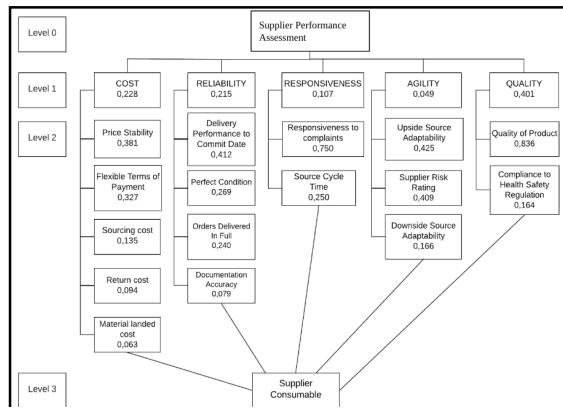 Level 0
Supplier Performance
Assessment
Level 1
COST
0,228
RELIABILITY
0,215
RESPONSIVENESS
0,107
AGILITY
0,049
QUALITY
0,401
Level 2
Price Stability
0,381
Flexible Terms of
Payment
0,327
Sourcing cost
0,135
Return cost
0,094
Material landed
cost
0,063
Delivery
Performance to
Commit Date
0,412
Perfect Condition
0,269
Orders Delivered
In Full
0,240
Documentation
Accuracy
0,079
Responsiveness to
complaints
0,750
Source Cycle
Time
0,250
Upside Source
Adaptability
0,425
Supplier Risk
Rating
0,409
Downside Source
Adaptability
0,166
Quality of Product
0,836
Compliance to
Health Safety
Regulation
0,164
Level 3
Supplier
Consumable